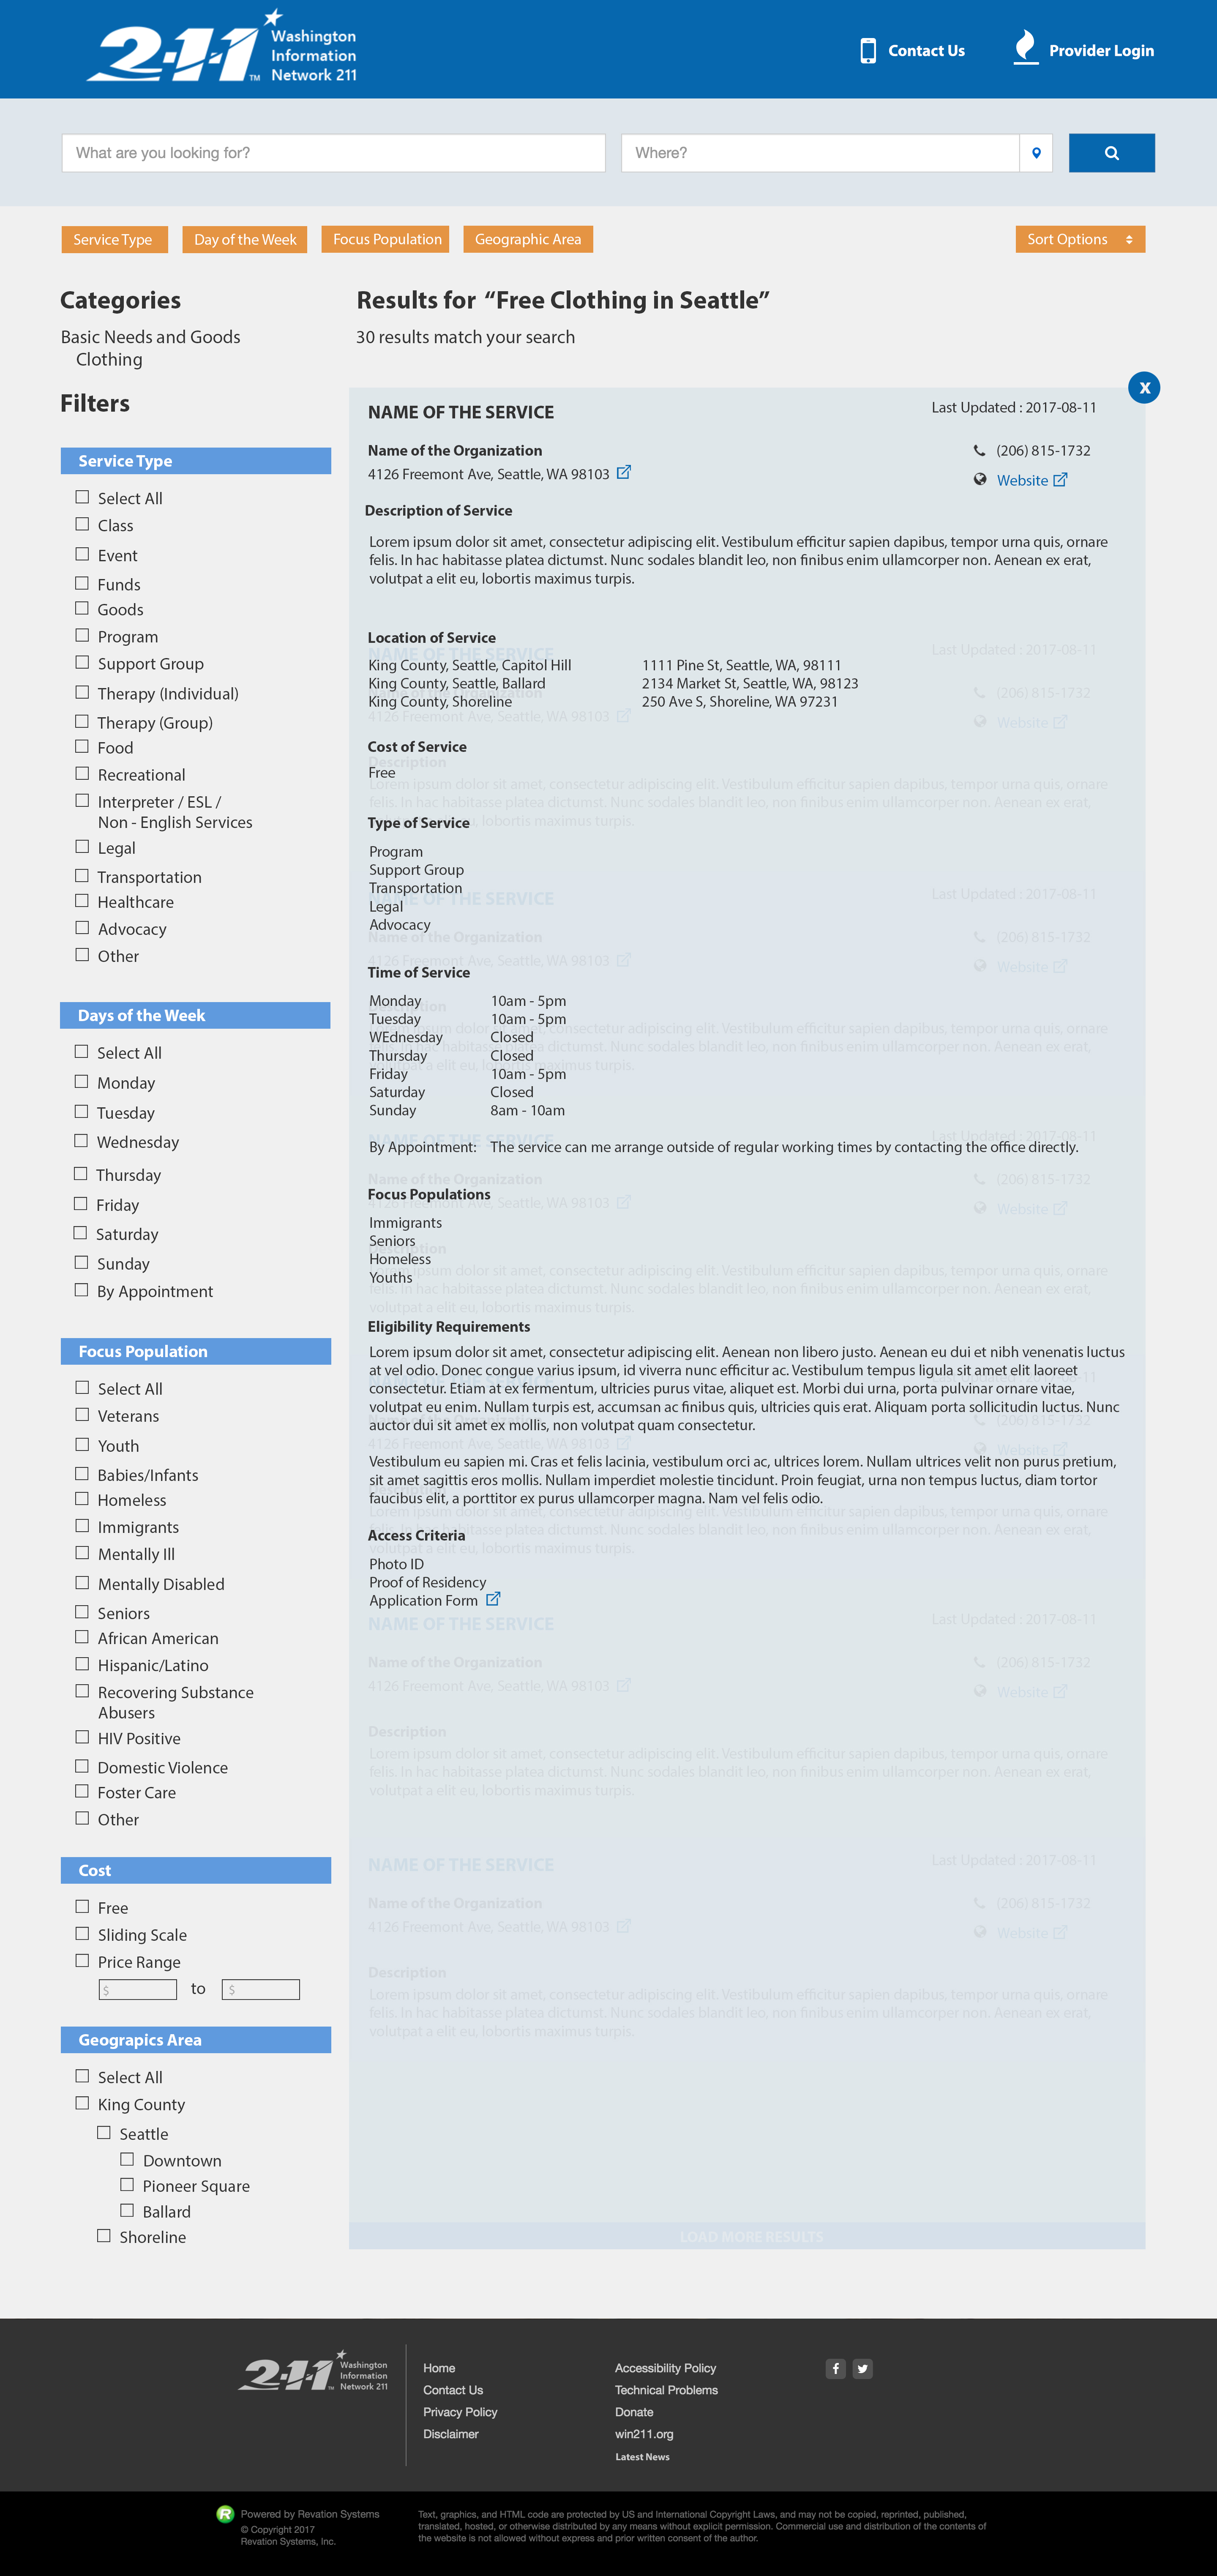 2-1-1 TM
Washington
Information
Network 211
Contact Us
Provider Login
What are you looking for?
Where?
Service Type
Day of the Week
Focus Population
Geographic Area
Sort Options
Categories
Basic Needs and Goods
Clothing
Filters
Service Type
Select All
Class
Event
Funds
Goods
Program
Support Group
Therapy (Individual)
Therapy (Group)
Food
Recreational
Interpreter / ESL /
Non - English Services
Legal
Transportation
Healthcare
Advocacy
Other
Days of the Week
Select All
Monday
Tuesday
Wednesday
Thursday
Friday
Saturday
Sunday
By Appointment
Focus Population
Select All
Veterans
Youth
Babies/Infants
Homeless
Immigrants
Mentally Ill
Mentally Disabled
Seniors
African American
Hispanic/Latino
Recovering Substance
Abusers
HIV Positive
Domestic Violence
Foster Care
Other
Cost
Free
Sliding Scale
Price Range
$ to $
Geograpics Area
Select All
King County
Seattle
Downtown
Pioneer Square
Ballard
Shoreline
Results for “Free Clothing in Seattle”
30 results match your search
X
NAME OF THE SERVICE
Last Updated : 2017-08-11
Name of the Organization
(206) 815-1732
4126 Freemont Ave, Seattle, WA 98103
Website
Description of Service
Lorem ipsum dolor sit amet, consectetur adipiscing elit. Vestibulum efficitur sapien dapibus, tempor urna quis, ornare
felis. In hac habitasse platea dictumst. Nunc sodales blandit leo, non finibus enim ullamcorper non. Aenean ex erat,
volutpat a elit eu, lobortis maximus turpis.
Location of Service
King County, Seattle, Capitol Hill 1111 Pine St, Seattle, WA, 98111
King County, Seattle, Ballard 2134 Market St, Seattle, WA, 98123
King County, Shoreline 250 Ave S, Shoreline, WA 97231
Cost of Service
Free
Type of Service
Program
Support Group
Transportation
Legal
Advocacy
Time of Service
Monday 10am - 5pm
Tuesday 10am - 5pm
WEdnesday Closed
Thursday Closed
Friday 10am - 5pm
Saturday Closed
Sunday 8am - 10am
By Appointment: The service can me arrange outside of regular working times by contacting the office directly.
Focus Populations
Immigrants
Seniors
Homeless
Youths
Eligibility Requirements
Lorem ipsum dolor sit amet, consectetur adipiscing elit. Aenean non libero justo. Aenean eu dui et nibh venenatis luctus
at vel odio. Donec congue varius ipsum, id viverra nunc efficitur ac. Vestibulum tempus ligula sit amet elit laoreet
consectetur. Etiam at ex fermentum, ultricies purus vitae, aliquet est. Morbi dui urna, porta pulvinar ornare vitae,
volutpat eu enim. Nullam turpis est, accumsan ac finibus quis, ultricies quis erat. Aliquam porta sollicitudin luctus. Nunc
auctor dui sit amet ex mollis, non volutpat quam consectetur.
Vestibulum eu sapien mi. Cras et felis lacinia, vestibulum orci ac, ultrices lorem. Nullam ultrices velit non purus pretium,
sit amet sagittis eros mollis. Nullam imperdiet molestie tincidunt. Proin feugiat, urna non tempus luctus, diam tortor
faucibus elit, a porttitor ex purus ullamcorper magna. Nam vel felis odio.
Access Criteria
Photo ID
Proof of Residency
Application Form
NAME OF THE SERVICE
Last Updated : 2017-08-11
Name of the Organization
(206) 815-1732
4126 Freemont Ave, Seattle, WA 98103
Website
Description
Lorem ipsum dolor sit amet, consectetur adipiscing elit. Vestibulum efficitur sapien dapibus, tempor urna quis, ornare
felis. In hac habitasse platea dictumst. Nunc sodales blandit leo, non finibus enim ullamcorper non. Aenean ex erat,
volutpat a elit eu, lobortis maximus turpis.
NAME OF THE SERVICE
Last Updated : 2017-08-11
Name of the Organization
(206) 815-1732
4126 Freemont Ave, Seattle, WA 98103
Website
Description
Lorem ipsum dolor sit amet, consectetur adipiscing elit. Vestibulum efficitur sapien dapibus, tempor urna quis, ornare
felis. In hac habitasse platea dictumst. Nunc sodales blandit leo, non finibus enim ullamcorper non. Aenean ex erat,
volutpat a elit eu, lobortis maximus turpis.
LOAD MORE RESULTS
2-1-1 TM
Washington
Information
Network 211
Home
Contact Us
Privacy Policy
Disclaimer
Accessibility Policy
Technical Problems
Donate
win211.org
Latest News
R
Powered by Revation Systems
© Copyright 2017
Revation Systems, Inc.
Text, graphics, and HTML code are protected by US and International Copyright Laws, and may not be copied, reprinted, published,
translated, hosted, or otherwise distributed by any means without explicit permission. Commercial use and distribution of the contents of
the website is not allowed without express and prior written consent of the author.